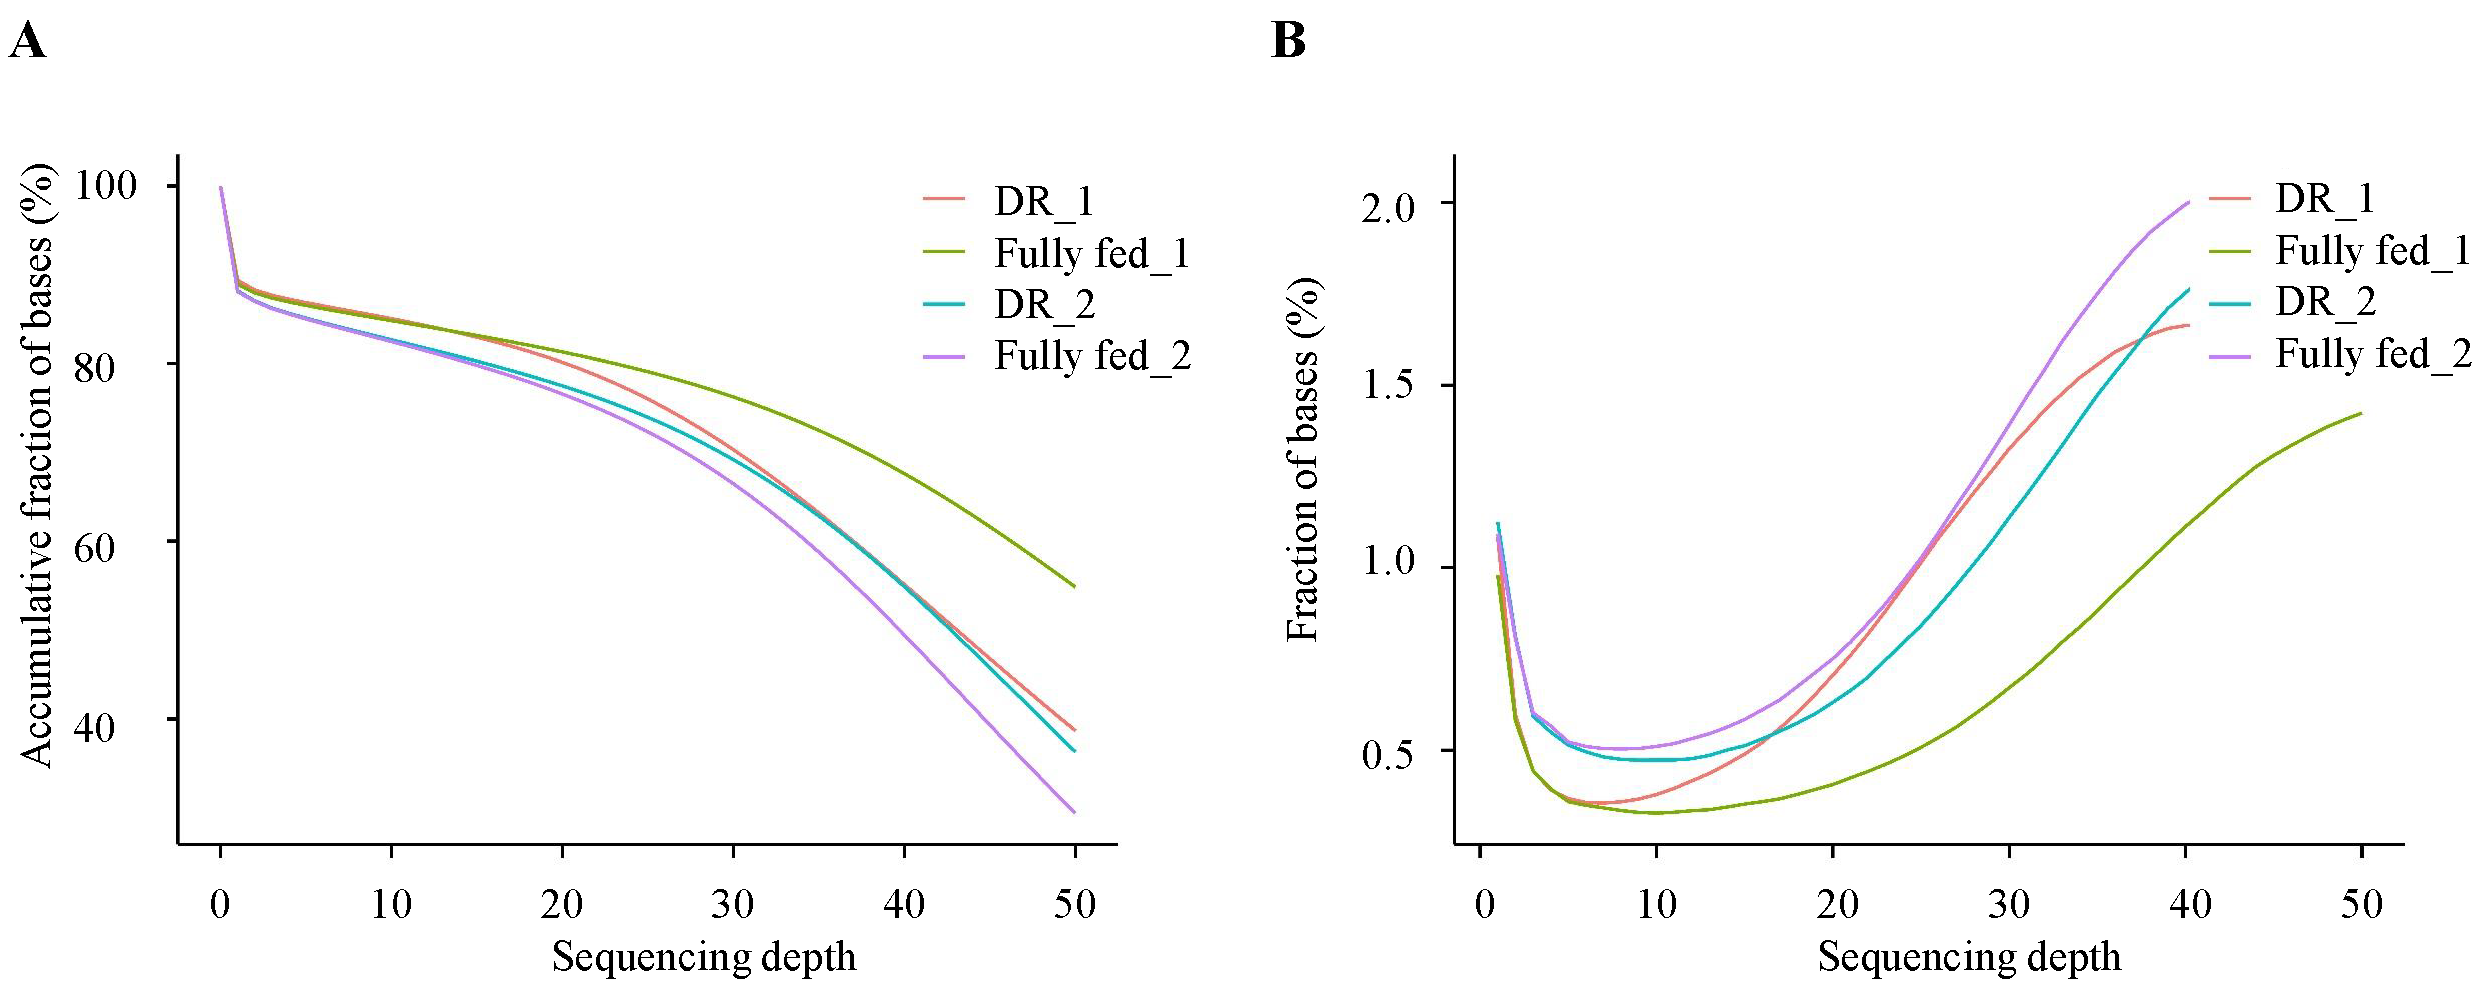 A
Accumulative fraction of bases (%)
100
80
60
40
0 10 20 30 40 50
Sequencing depth
DR_1
Fully fed_1
DR_2
Fully fed_2
B
Fraction of bases (%)
2.0
1.5
1.0
0.5
0 10 20 30 40 50
Sequencing depth
DR_1
Fully fed_1
DR_2
Fully fed_2